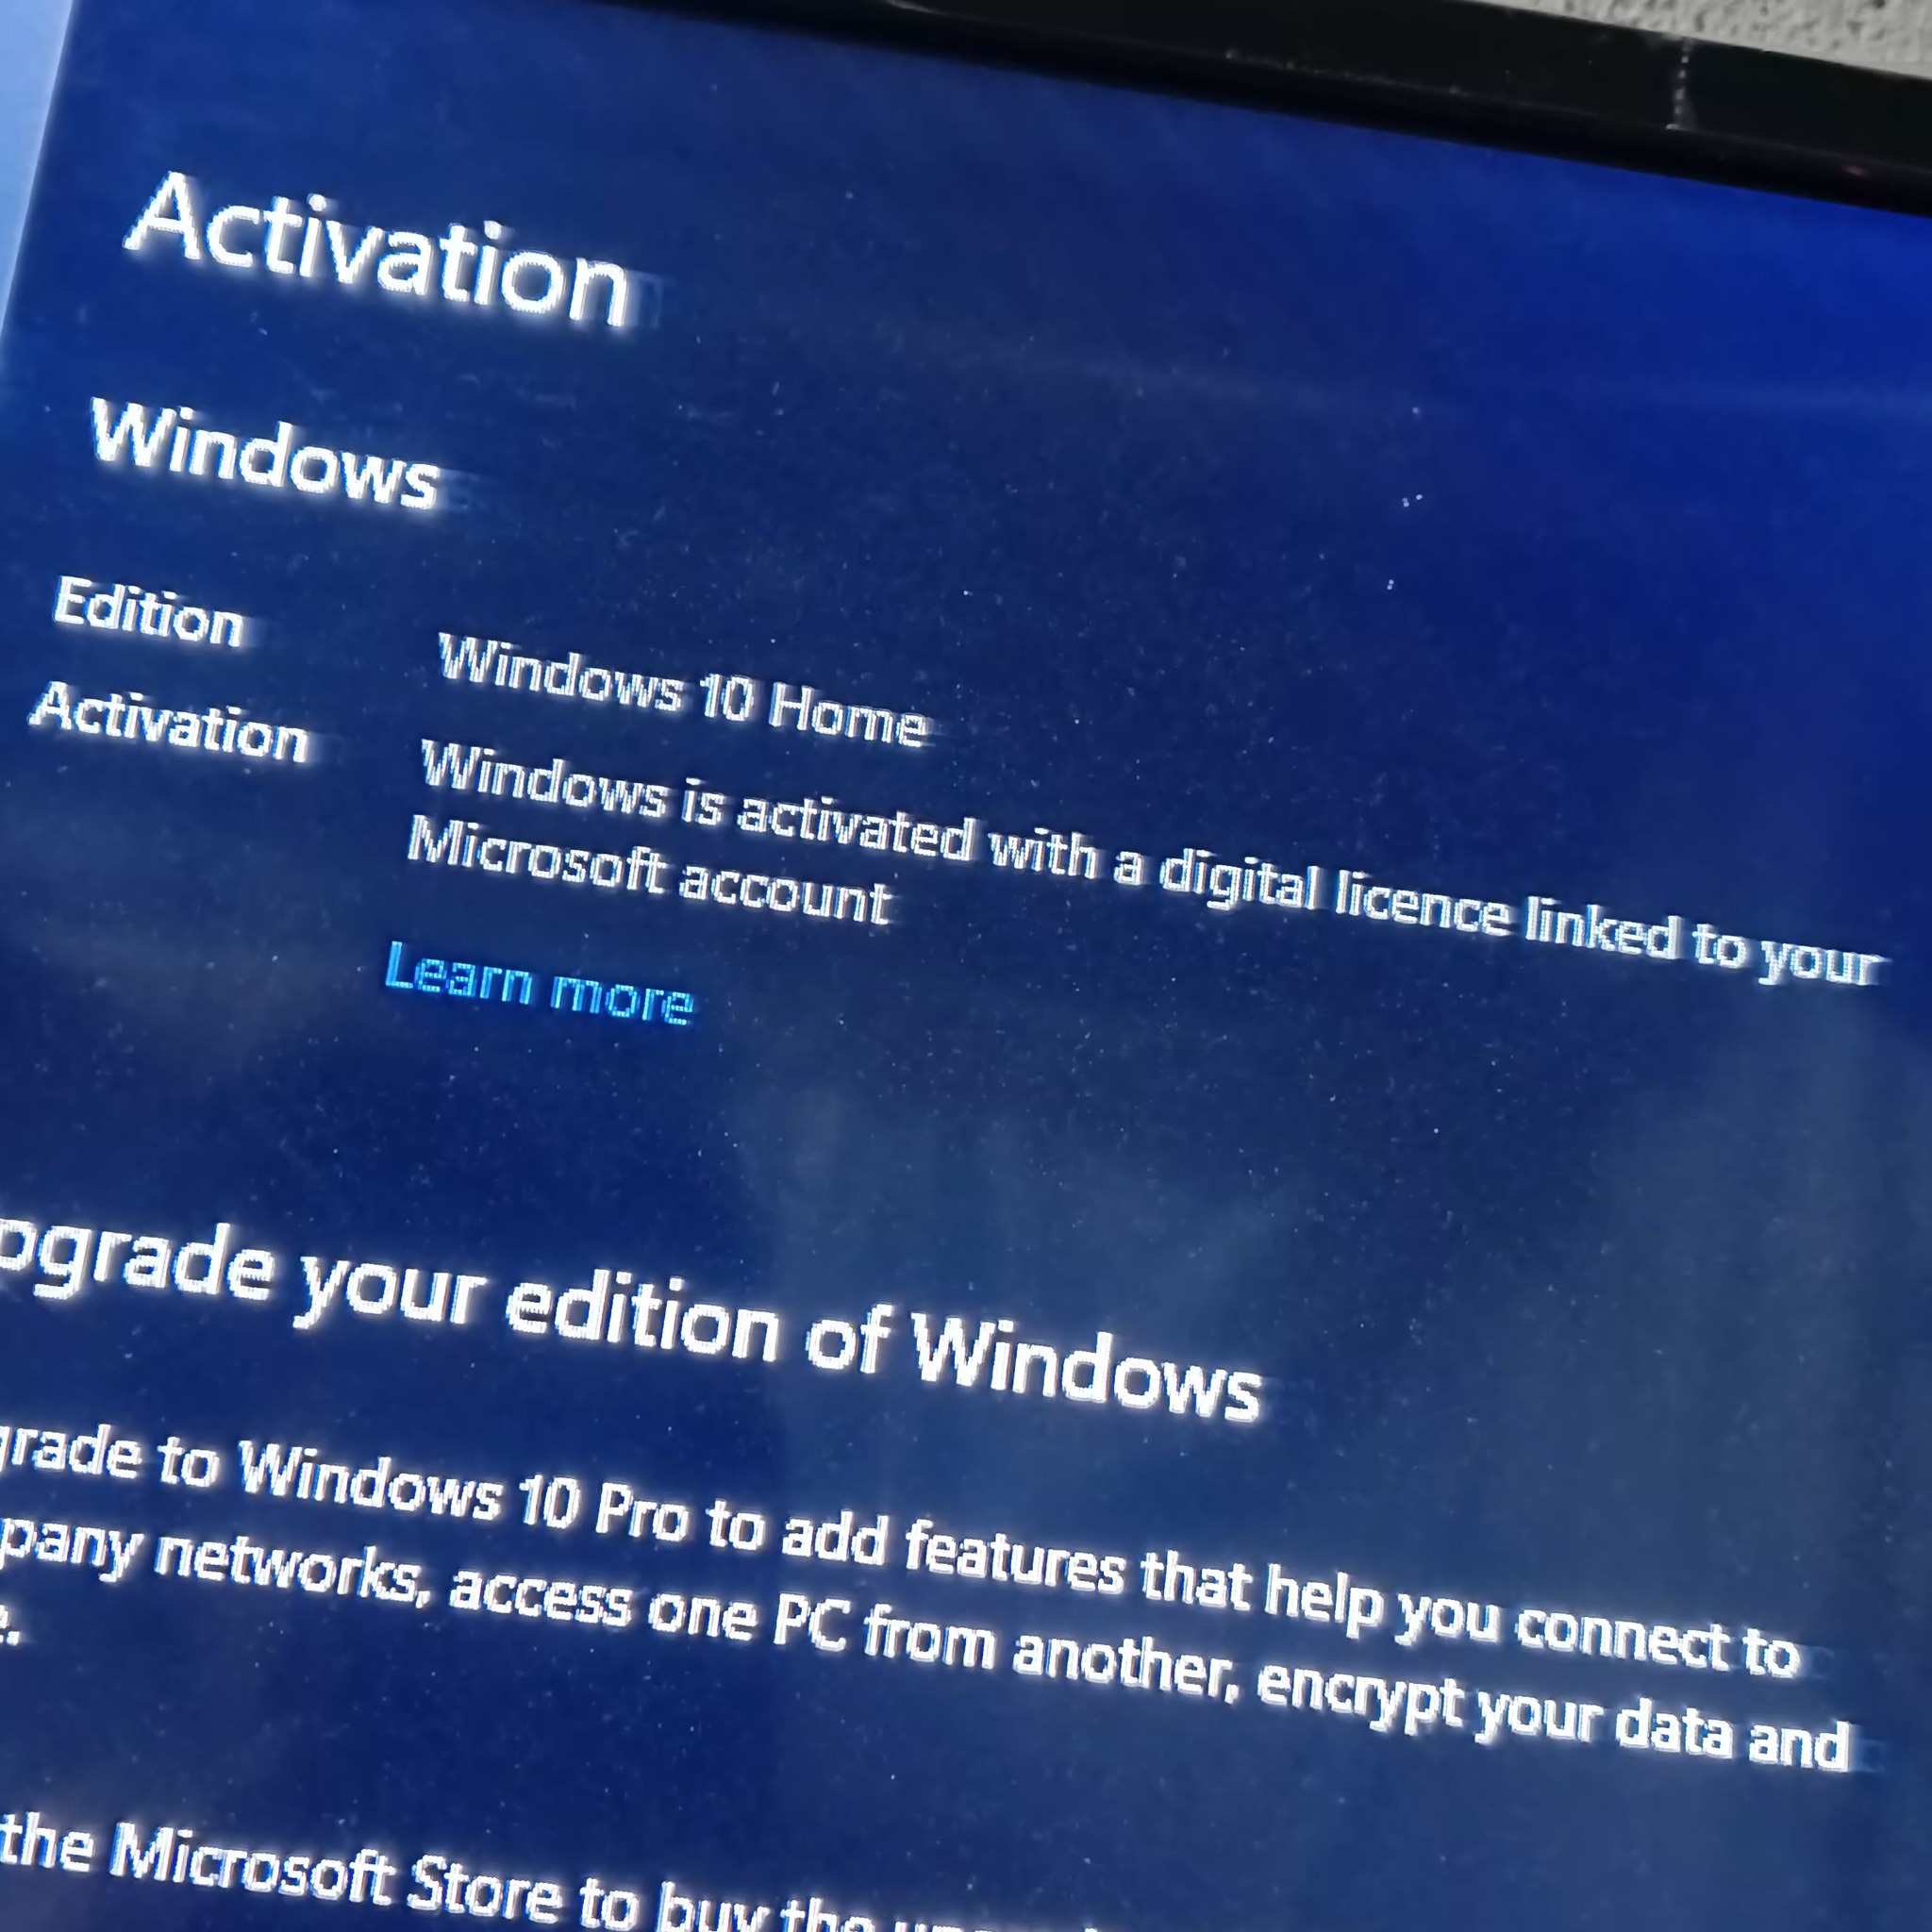 Activation
Windows
Edition
Windows 10 Home
Activation
Windows is activated with a digital licence linked to your
Microsoft account
Learn more
pgrade your edition of Windows
grade to Windows 10 Pro to add features that help you connect to
pany networks, access one PC from another, encrypt your data and
e.
the Microsoft Store to buy the